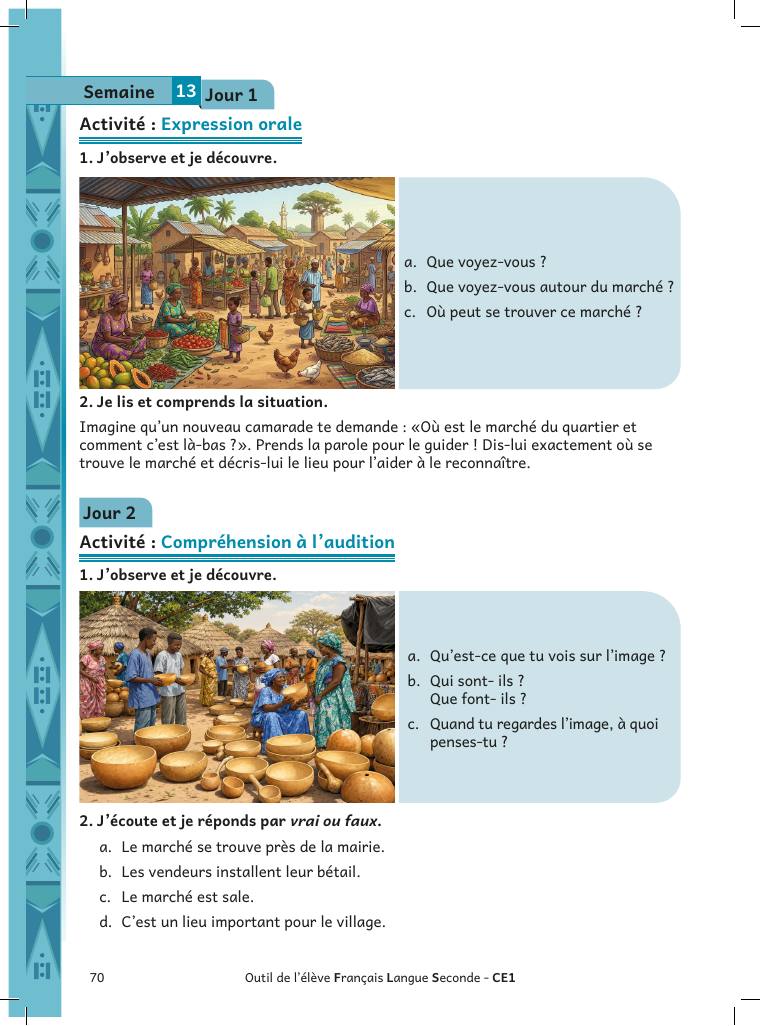 Semaine 13 Jour 1
Activité : Expression orale
1. J'observe et je découvre.
a. Que voyez-vous ?
b. Que voyez-vous autour du marché ?
c. Où peut se trouver ce marché ?
2. Je lis et comprends la situation.
Imagine qu'un nouveau camarade te demande : «Où est le marché du quartier et
comment c'est là-bas ?». Prends la parole pour le guider ! Dis-lui exactement où se
trouve le marché et décris-lui le lieu pour l'aider à le reconnaître.
Jour 2
Activité : Compréhension à l'audition
1. J'observe et je découvre.
a. Qu'est-ce que tu vois sur l'image ?
b. Qui sont- ils ?
Que font- ils ?
c. Quand tu regardes l'image, à quoi
penses-tu ?
2. J'écoute et je réponds par vrai ou faux.
a. Le marché se trouve près de la mairie.
b. Les vendeurs installent leur bétail.
c. Le marché est sale.
d. C'est un lieu important pour le village.
70
Outil de l'élève Français Langue Seconde - CE1